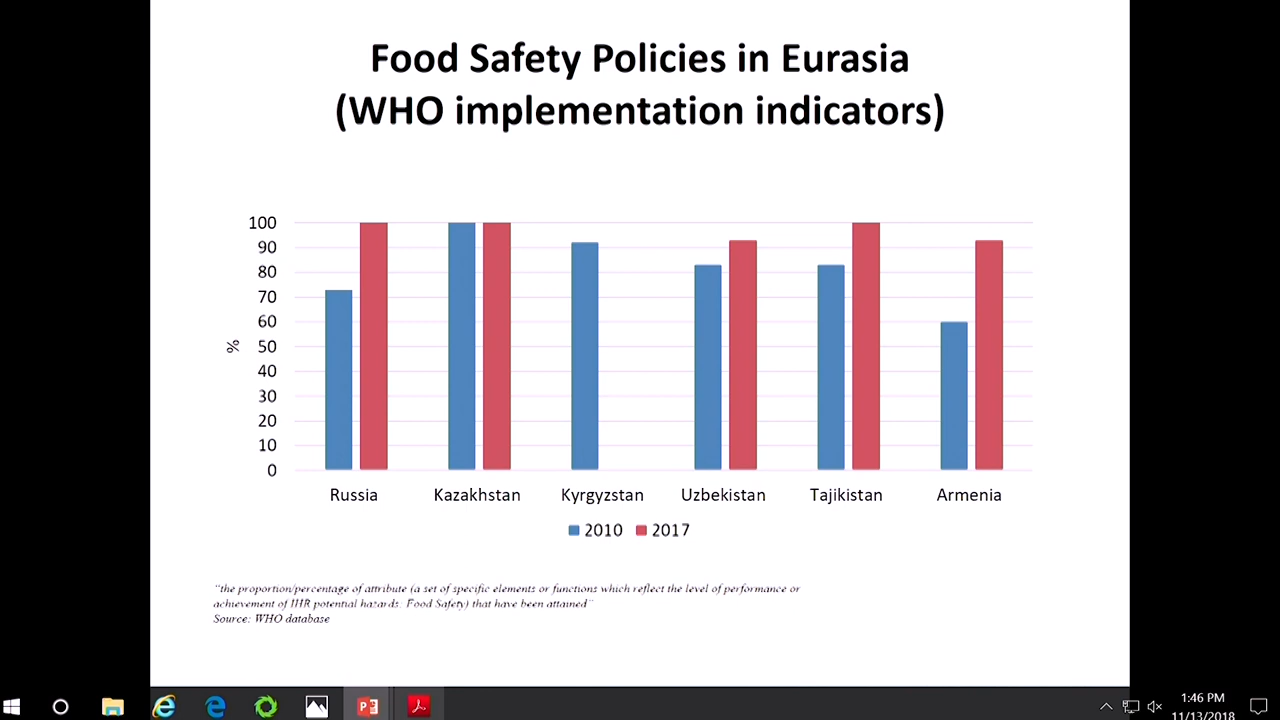 Food Safety Policies in Eurasia
(WHO implementation indicators)
100
90
80
70
60
50
40
30
20
10
0
%
Russia
Kazakhstan
Kyrgyzstan
Uzbekistan
Tajikistan
Armenia
2010
2017
"the proportion/percentage of attribute (a set of specific elements or functions which reflect the level of performance or
achievement of IHR potential hazards: Food Safety) that have been attained"
Source: WHO database
1:46 PM
11/13/2018